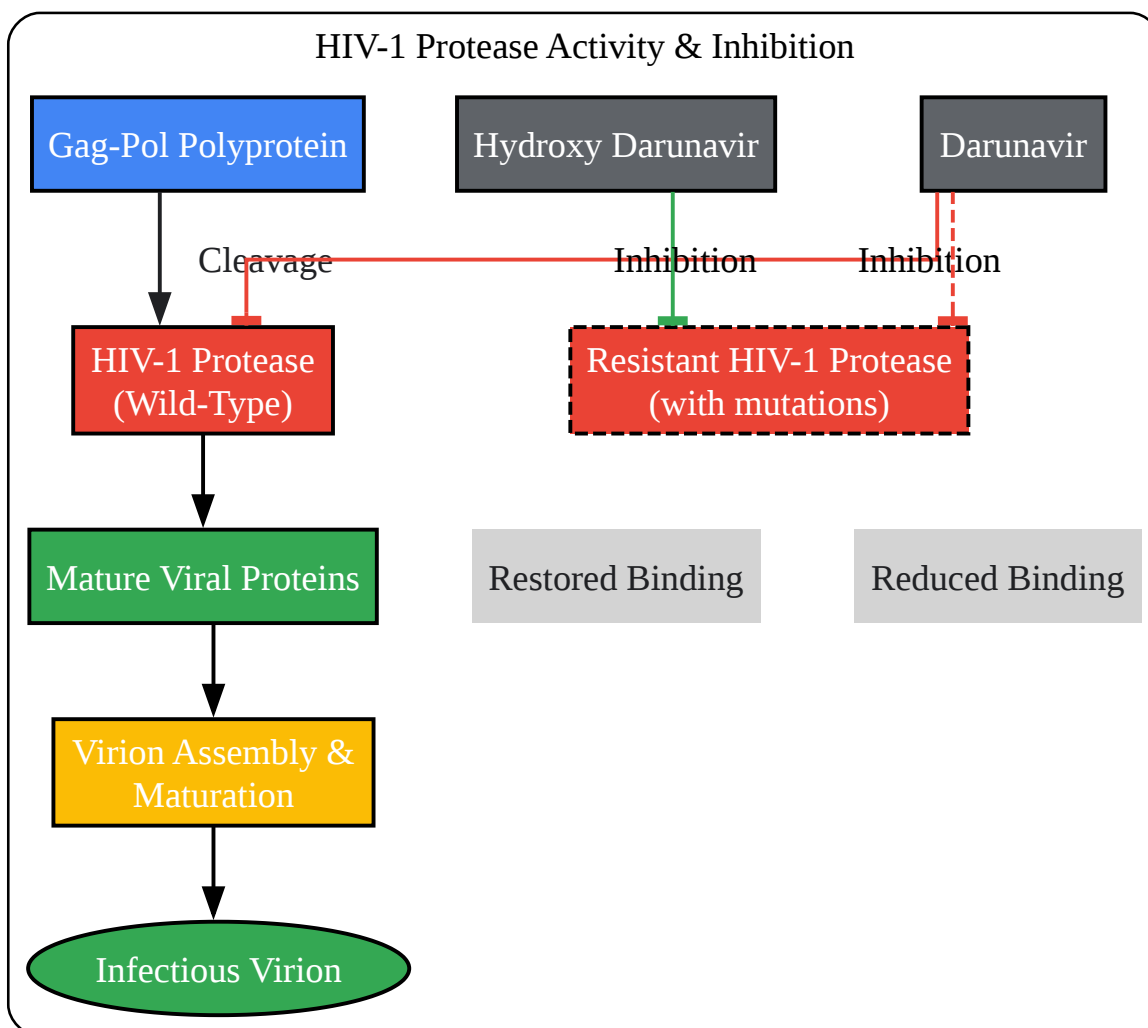 HIV-1 Protease Activity & Inhibition
Gag-Pol Polyprotein
Hydroxy Darunavir
Darunavir
Cleavage
Inhibition
Inhibition
HIV-1 Protease
(Wild-Type)
Resistant HIV-1 Protease
(with mutations)
Mature Viral Proteins
Restored Binding
Reduced Binding
Virion Assembly &
Maturation
Infectious Virion